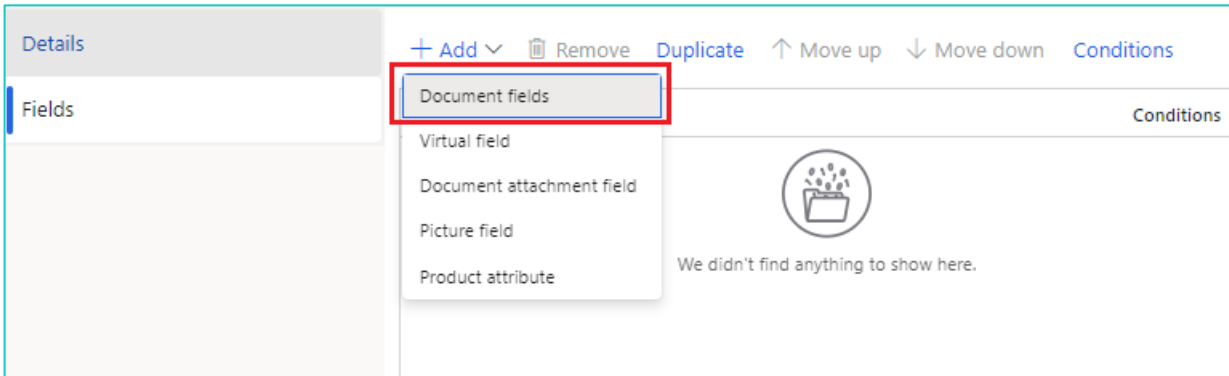 Details
Add Remove Duplicate Move up Move down Conditions
Document fields
Fields
Conditions
Virtual field
Document attachment field
Picture field
Product attribute
We didn't find anything to show here.